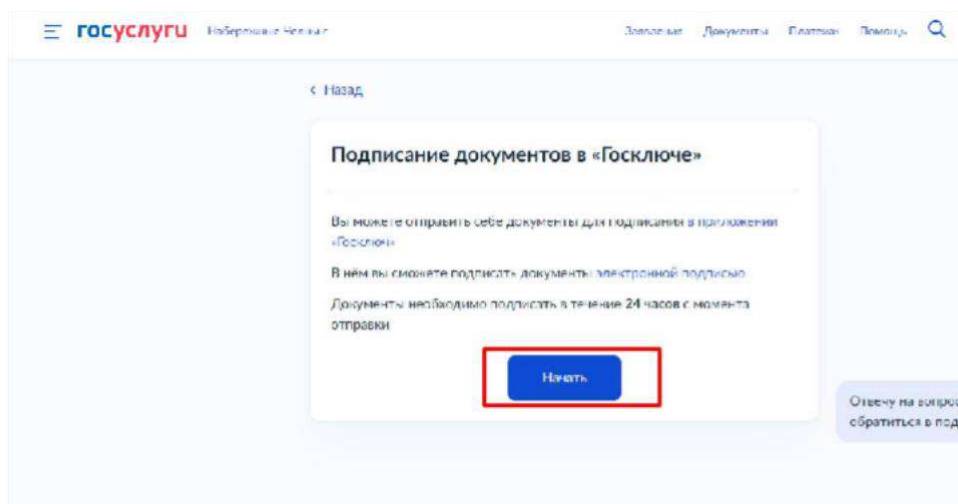 госуслуги Набережные Челны Заявления Документы Платежи Помощь
Назад
Подписание документов в «Госключе»
Вы можете отправить себе документы для подписания в приложении
«Госключ»
В нём вы сможете подписать документы электронной подписью
Документы необходимо подписать в течение 24 часов с момента
отправки
Начать
Отвечу на вопрос
обратиться в под